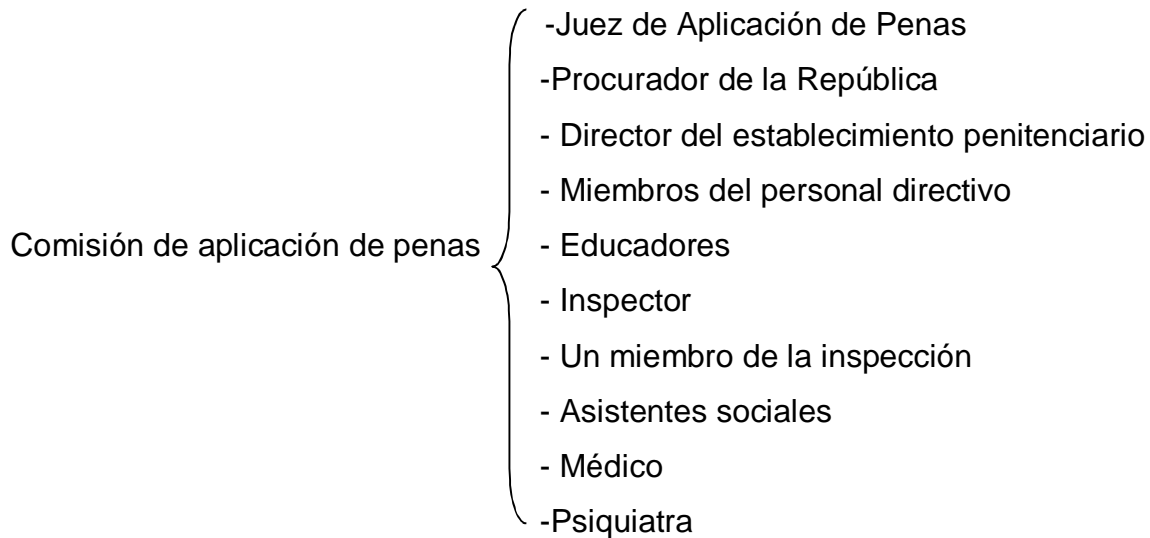 -Juez de Aplicación de Penas
-Procurador de la República
- Director del establecimiento penitenciario
- Miembros del personal directivo
Comisión de aplicación de penas
- Educadores
- Inspector
- Un miembro de la inspección
- Asistentes sociales
- Médico
-Psiquiatra